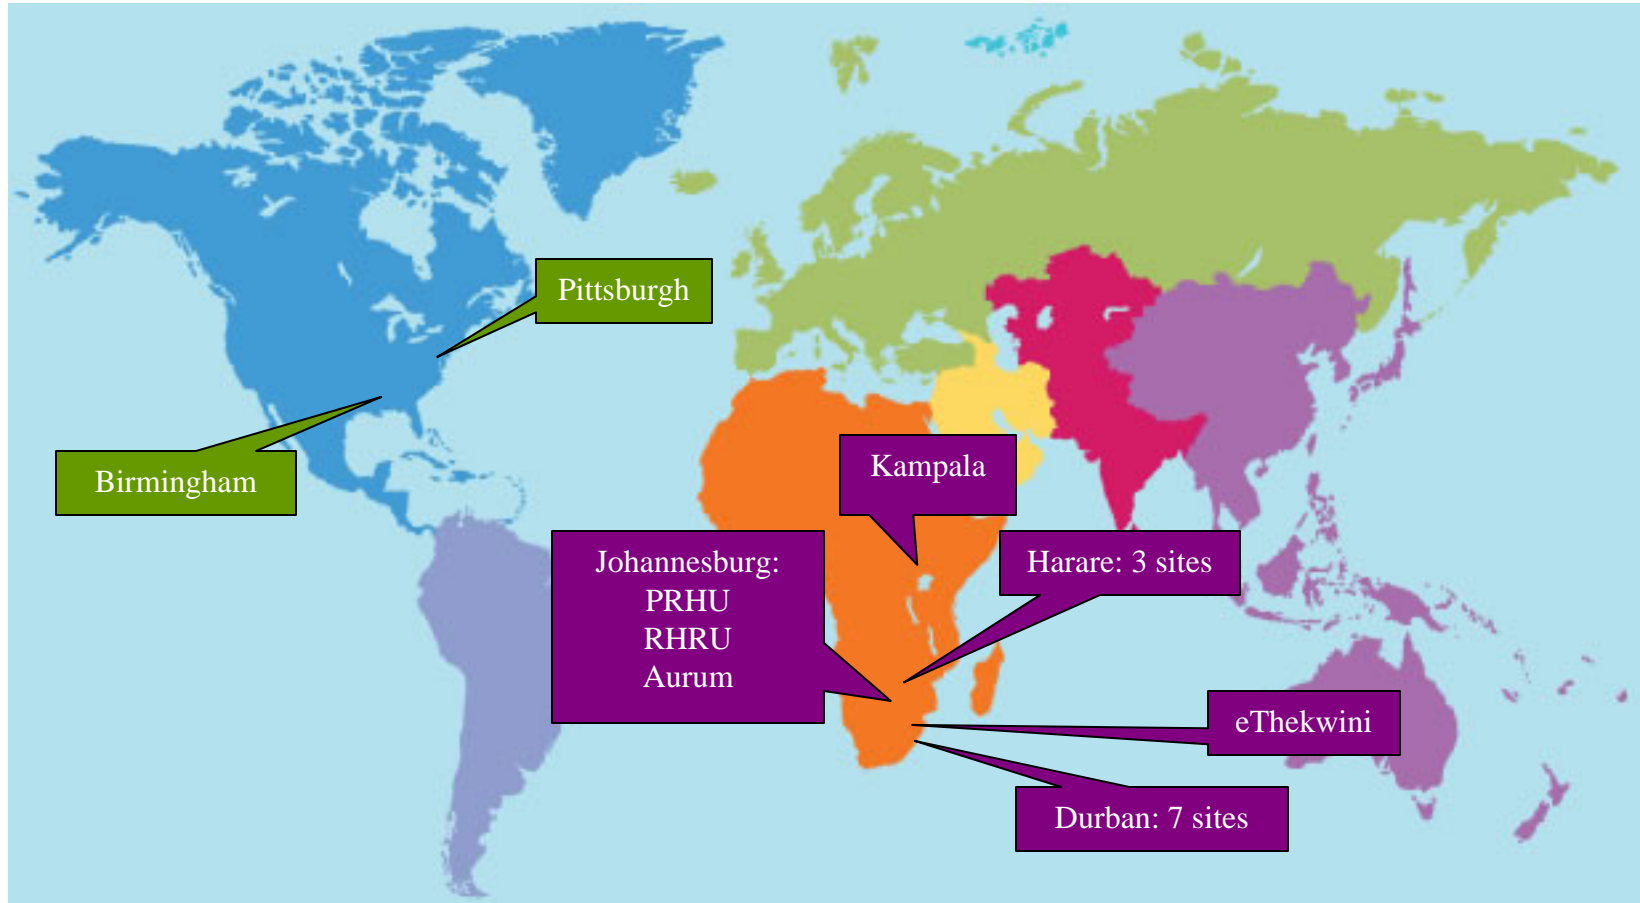 Pittsburgh
Birmingham
Kampala
Johannesburg:
PRHU
RHRU
Aurum
Harare: 3 sites
eThekwini
Durban: 7 sites